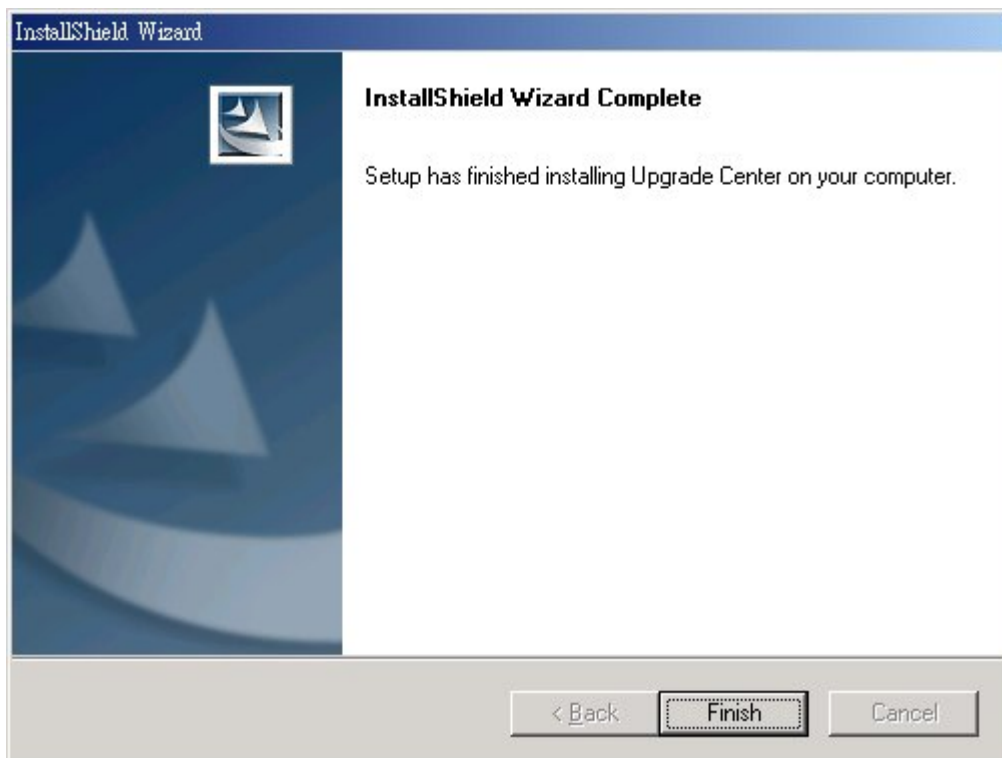 InstallShield Wizard
InstallShield Wizard Complete
Setup has finished installing Upgrade Center on your computer.
< Back
Finish
Cancel